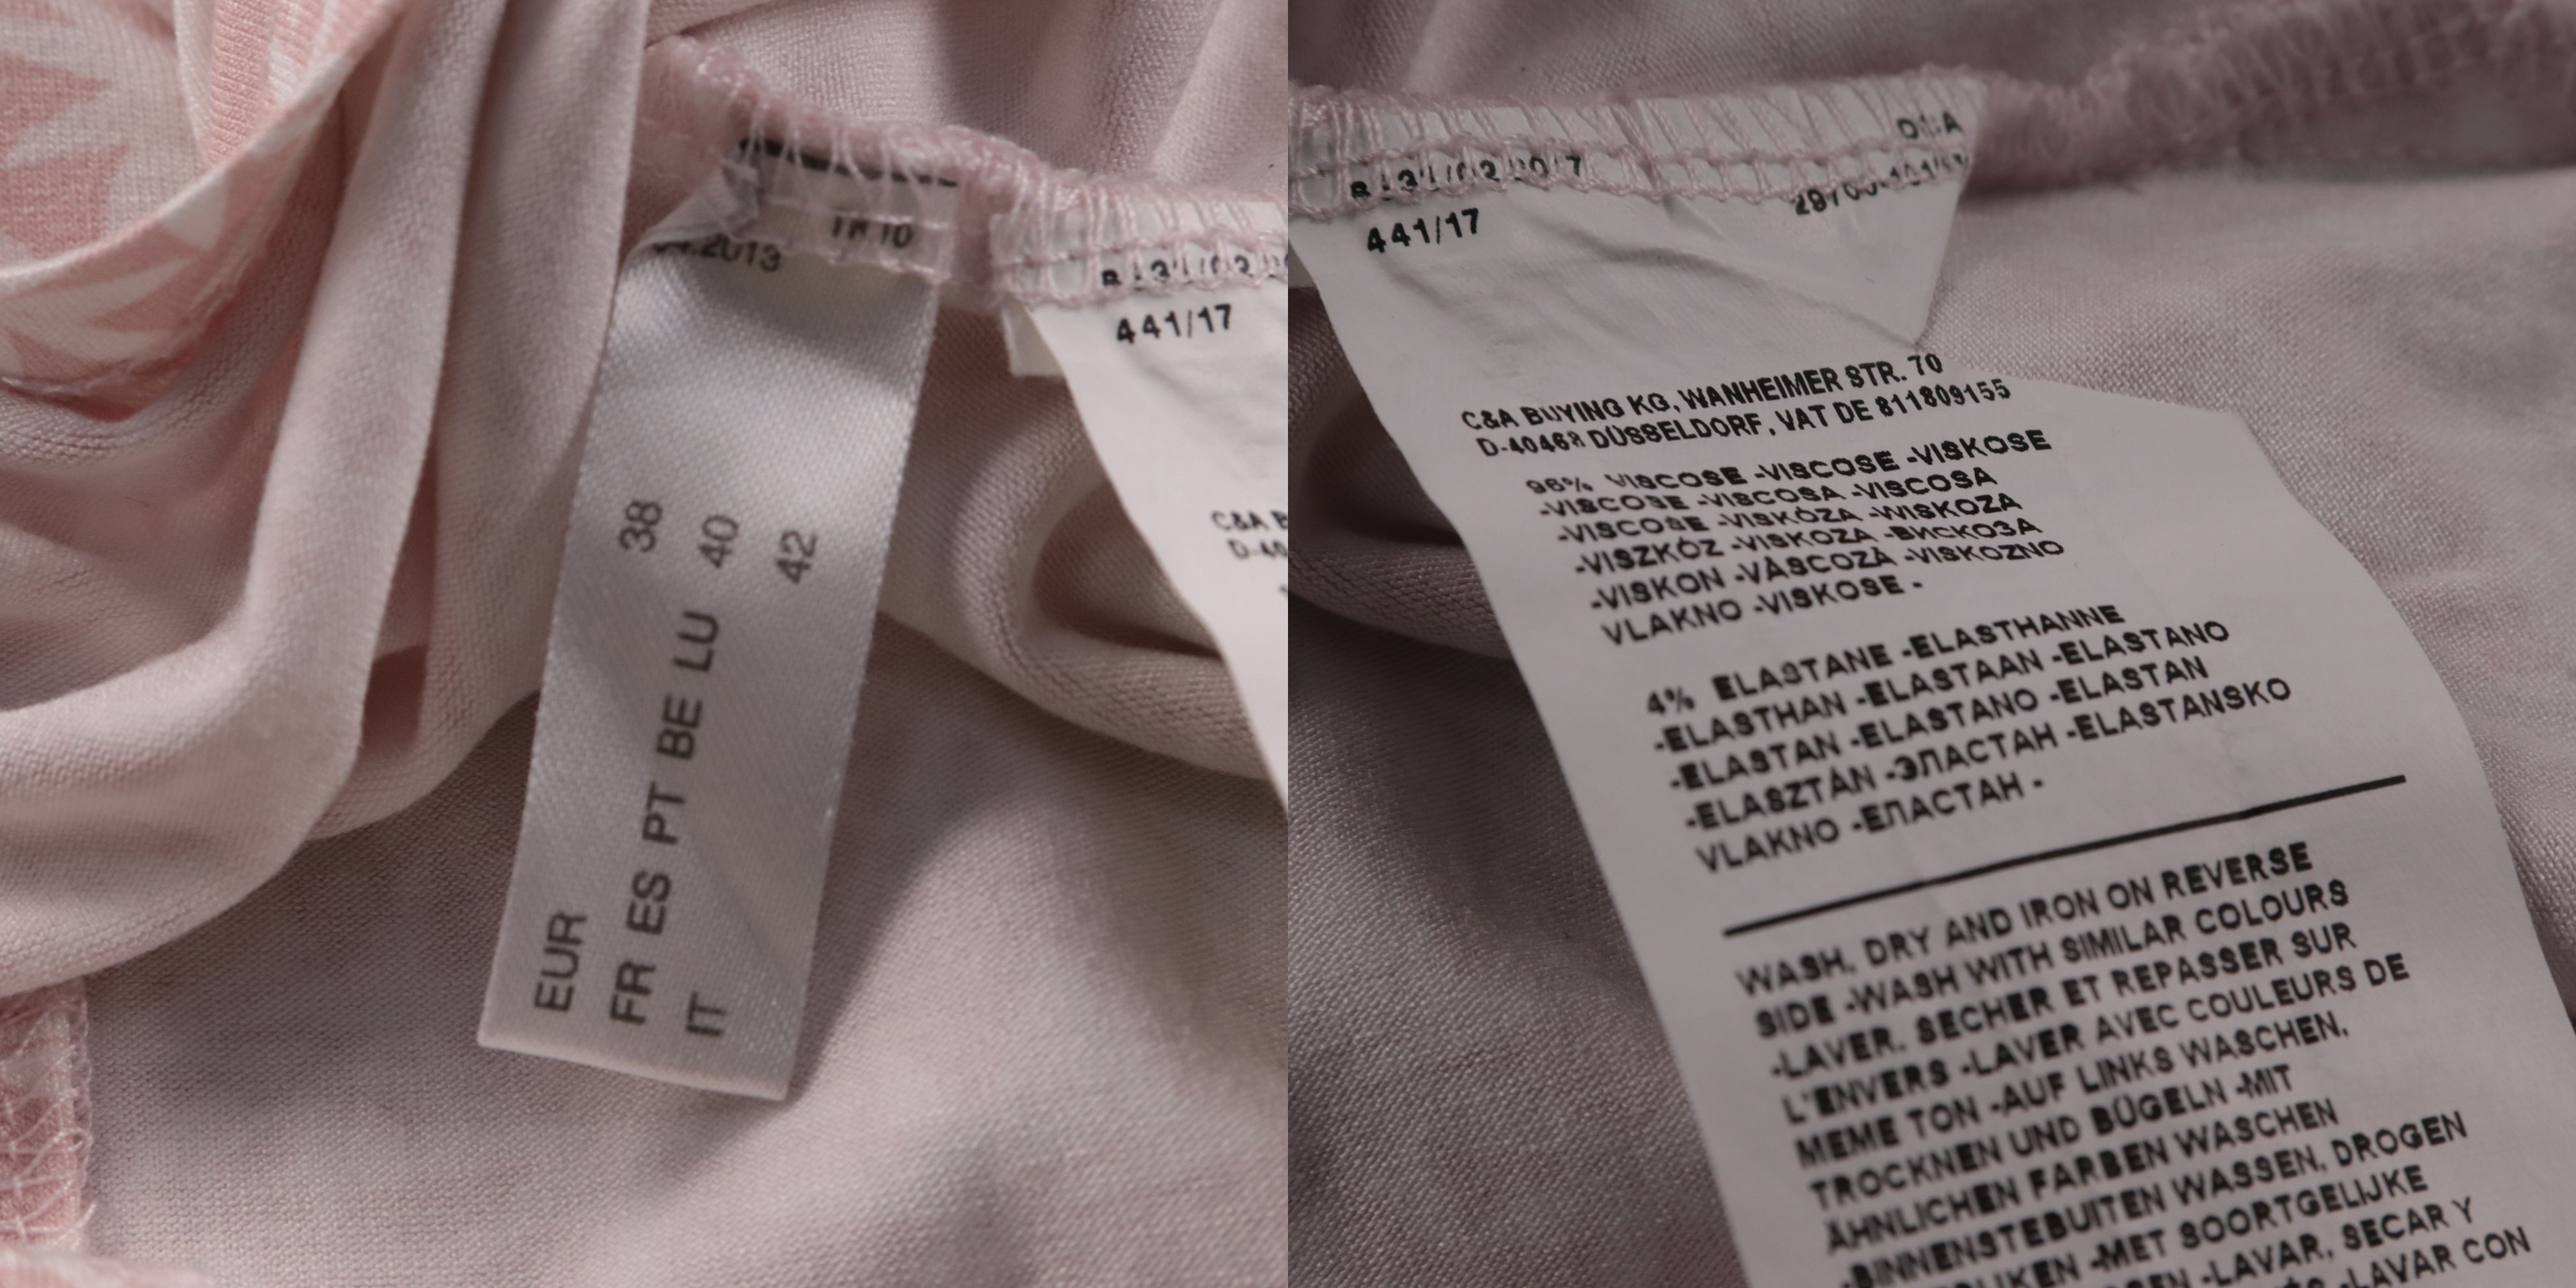 .2013
EUR 38
FR ES PT BE LU 40
IT 42
441/17
C&A
441/17
C&A BUYING KG, WANHEIMER STR. 70
D-40468 DÜSSELDORF, VAT DE 811809155
96% VISCOSE -VISCOSE -VISKOSE
-VISCOSE -VISCOSA -VISCOSA
-VISCOSE -VISKÓZA -WISKOZA
-VISZKÓZ -VISKOZA -ВИСКОЗА
-VISKON -VÂSCOZĂ -VISKOZNO
VLAKNO -VISKOSE -
4% ELASTANE -ELASTHANNE
-ELASTHAN -ELASTAAN -ELASTANO
-ELASTAN -ELASTANO -ELASTAN
-ELASZTÁN -ЭЛАСТАН -ELASTANSKO
VLAKNO -ЕЛАСТАН -
WASH, DRY AND IRON ON REVERSE
SIDE -WASH WITH SIMILAR COLOURS
-LAVER, SECHER ET REPASSER SUR
L'ENVERS -LAVER AVEC COULEURS DE
MEME TON -AUF LINKS WASCHEN,
TROCKNEN UND BÜGELN -MIT
ÄHNLICHEN FARBEN WASCHEN
-BINNENSTEBUITEN WASSEN, DROGEN
-MET SOORTGELIJKE
-LAVAR, SECAR Y
-LAVAR CON